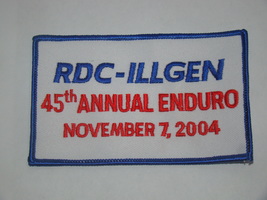 RDC-ILLGEN
45th ANNUAL ENDURO
NOVEMBER 7, 2004